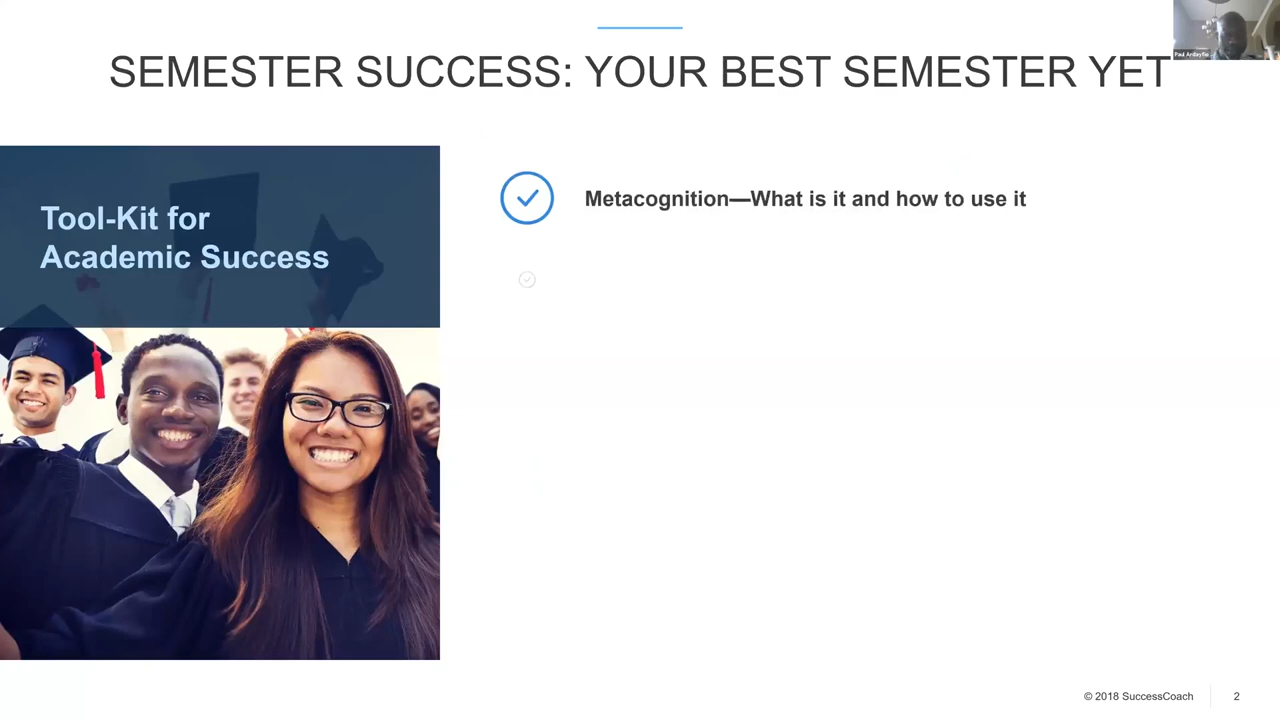 SEMESTER SUCCESS: YOUR BEST SEMESTER YET
Tool-Kit for
Academic Success
Metacognition—What is it and how to use it
© 2018 SuccessCoach
2